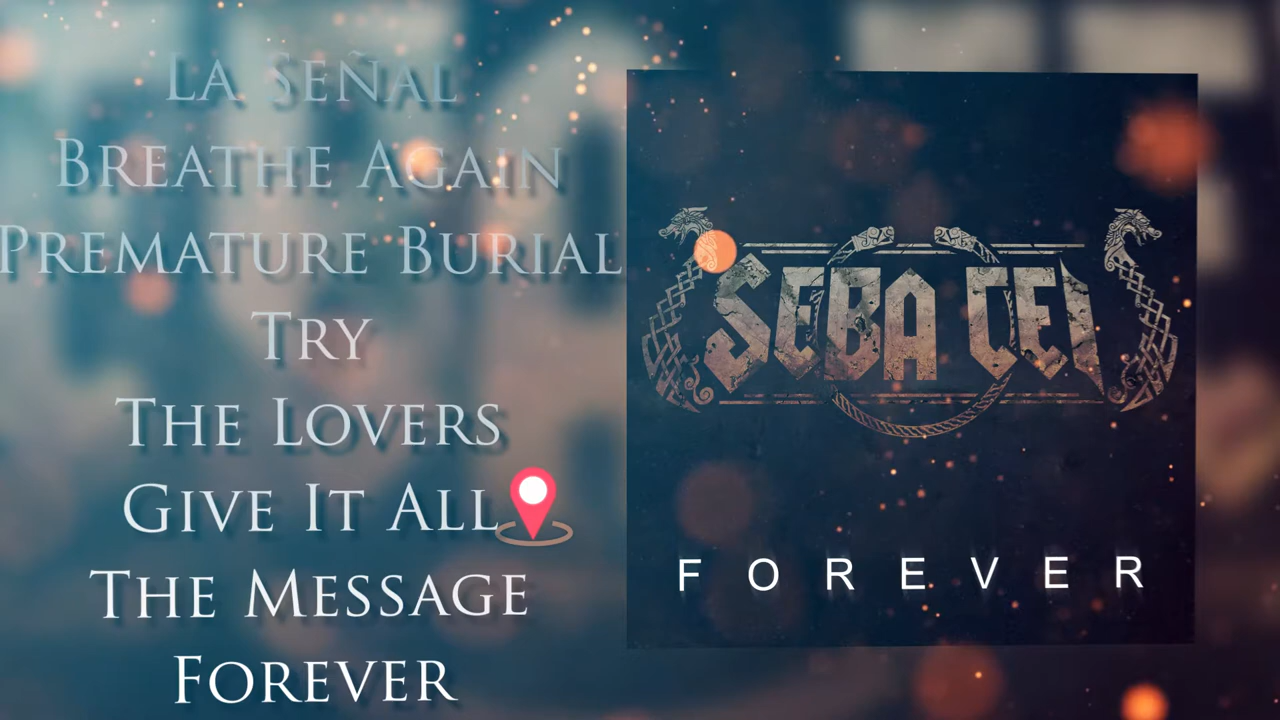 La Señal
Breathe Again
Premature Burial
Try
The Lovers
Give It All
The Message
Forever
SEBA CEI
FOREVER